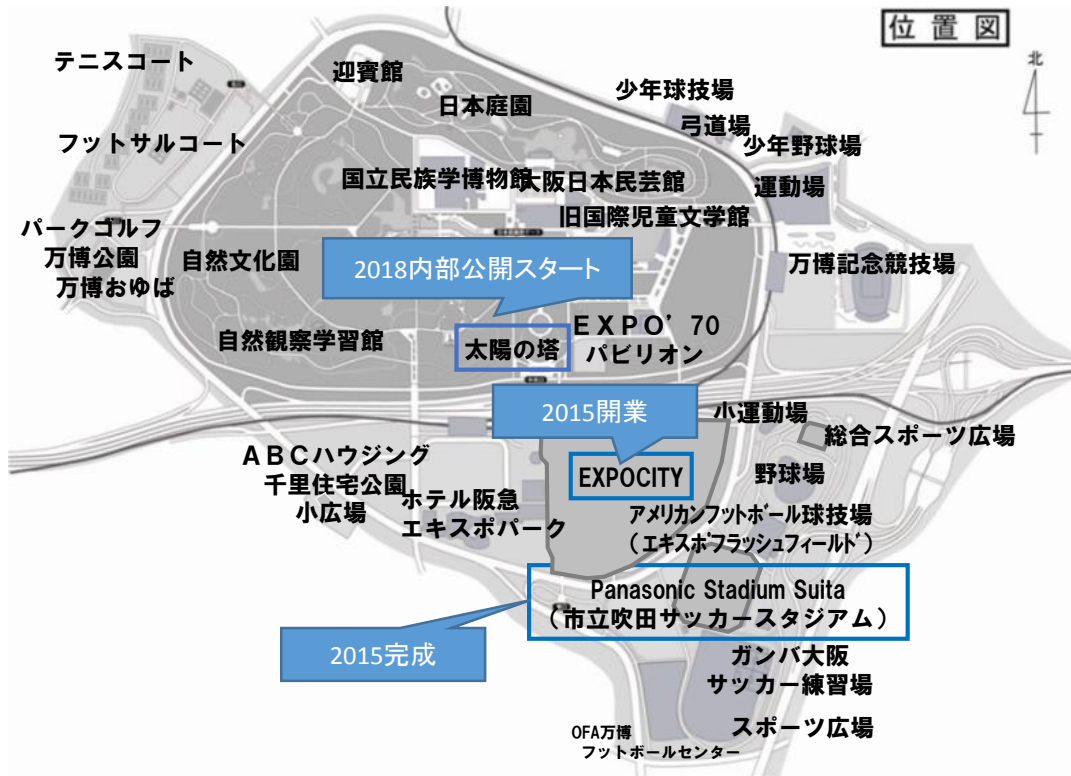 位置図
北
テニスコート
迎賓館
日本庭園
少年球技場
弓道場
少年野球場
フットサルコート
国立民族学博物館
大阪日本民芸館
運動場
旧国際児童文学館
パークゴルフ
万博公園
万博おゆば
自然文化園
2018内部公開スタート
万博記念競技場
自然観察学習館
太陽の塔
EXPO’70
パビリオン
2015開業
小運動場
総合スポーツ広場
ABCハウジング
千里住宅公園
小広場
ホテル阪急
エキスポパーク
EXPOCITY
野球場
アメリカンフットボール球技場
(エキスポフラッシュフィールド)
Panasonic Stadium Suita
(市立吹田サッカースタジアム)
2015完成
ガンバ大阪
サッカー練習場
スポーツ広場
OFA万博
フットボールセンター